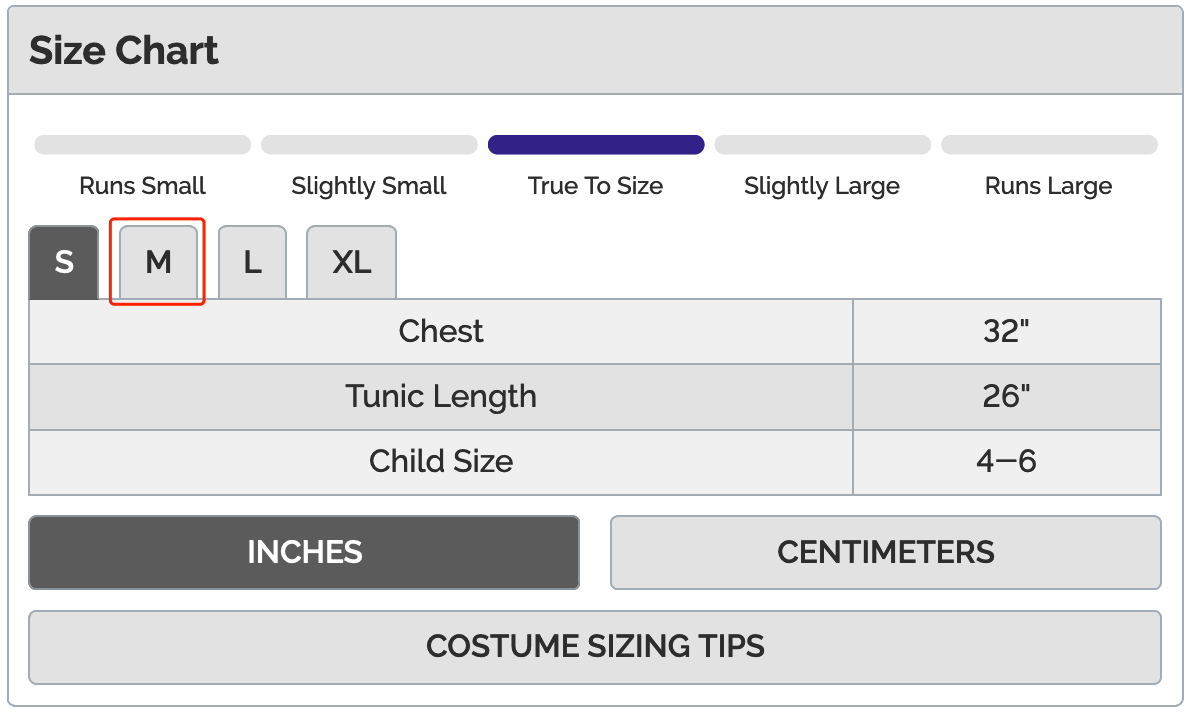 Size Chart
Runs Small Slightly Small True To Size Slightly Large Runs Large
S M L XL
Chest 32"
Tunic Length 26"
Child Size 4–6
INCHES CENTIMETERS
COSTUME SIZING TIPS